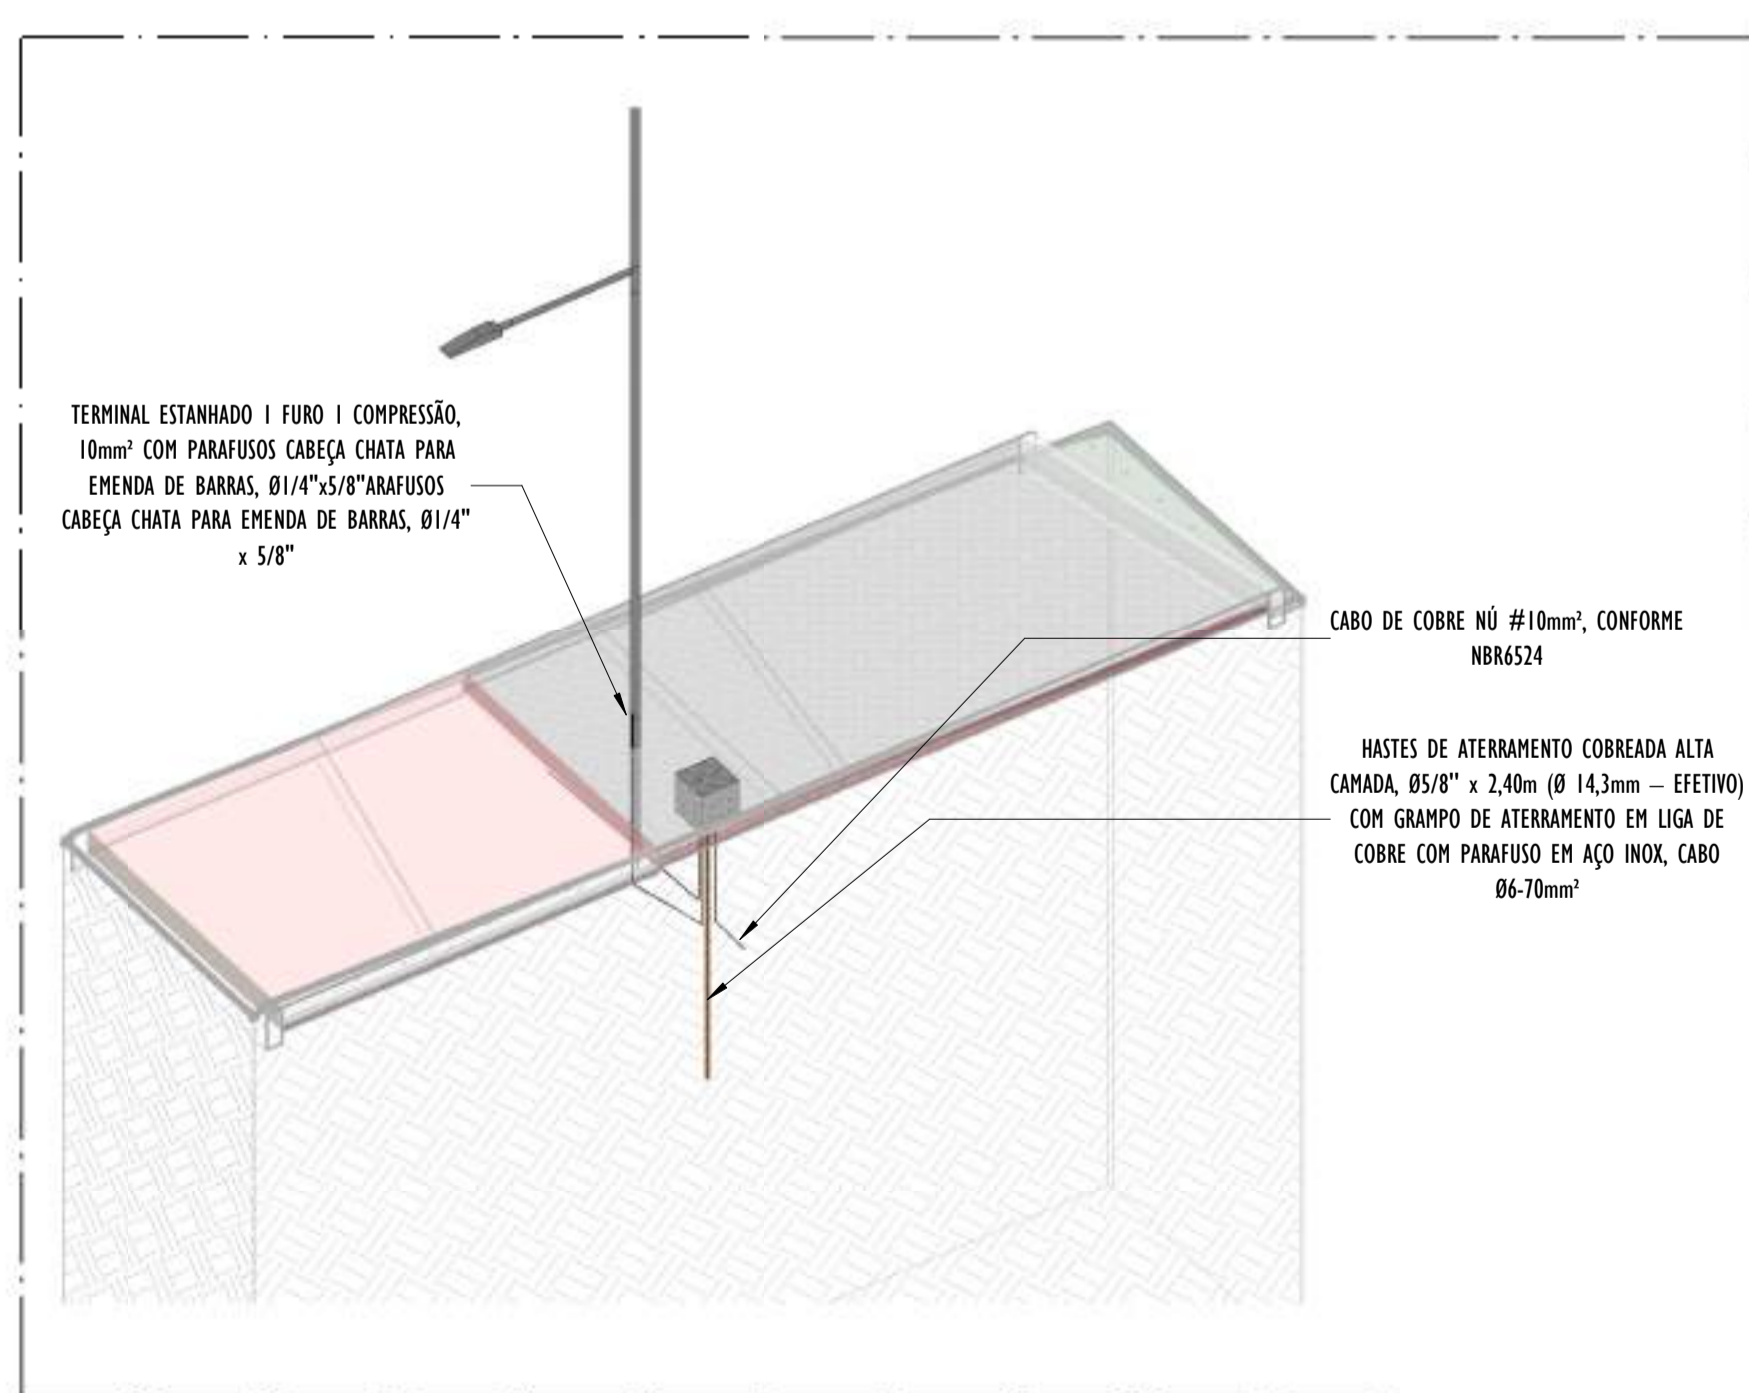 TERMINAL ESTANHADO 1 FURO 1 COMPRESSÃO,
10mm² COM PARAFUSOS CABEÇA CHATA PARA
EMENDA DE BARRAS, Ø1/4"x5/8"ARAFUSOS
CABEÇA CHATA PARA EMENDA DE BARRAS, Ø1/4"
x 5/8"
CABO DE COBRE NÚ #10mm², CONFORME
NBR6524
HASTES DE ATERRAMENTO COBREADA ALTA
CAMADA, Ø5/8" x 2,40m (Ø 14,3mm – EFETIVO)
COM GRAMPO DE ATERRAMENTO EM LIGA DE
COBRE COM PARAFUSO EM AÇO INOX, CABO
Ø6-70mm²